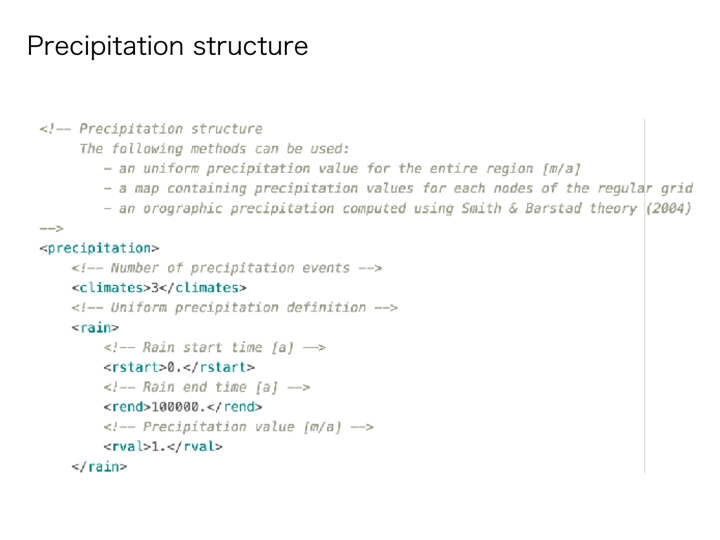 Precipitation structure
<!-- Precipitation structure
The following methods can be used:
- an uniform precipitation value for the entire region [m/a]
- a map containing precipitation values for each nodes of the regular grid
- an orographic precipitation computed using Smith & Barstad theory (2004)
-->
<precipitation>
<!-- Number of precipitation events -->
<climates>3</climates>
<!-- Uniform precipitation definition -->
<rain>
<!-- Rain start time [a] -->
<rstart>0.</rstart>
<!-- Rain end time [a] -->
<rend>100000.</rend>
<!-- Precipitation value [m/a] -->
<rval>1.</rval>
</rain>